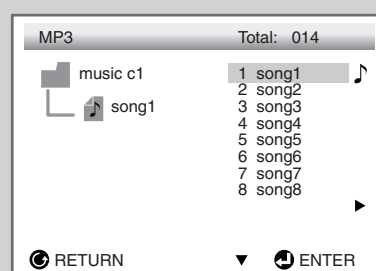 MP3 Total: 014
music c1
song1
1 song1
2 song2
3 song3
4 song4
5 song5
6 song6
7 song7
8 song8
RETURN ENTER